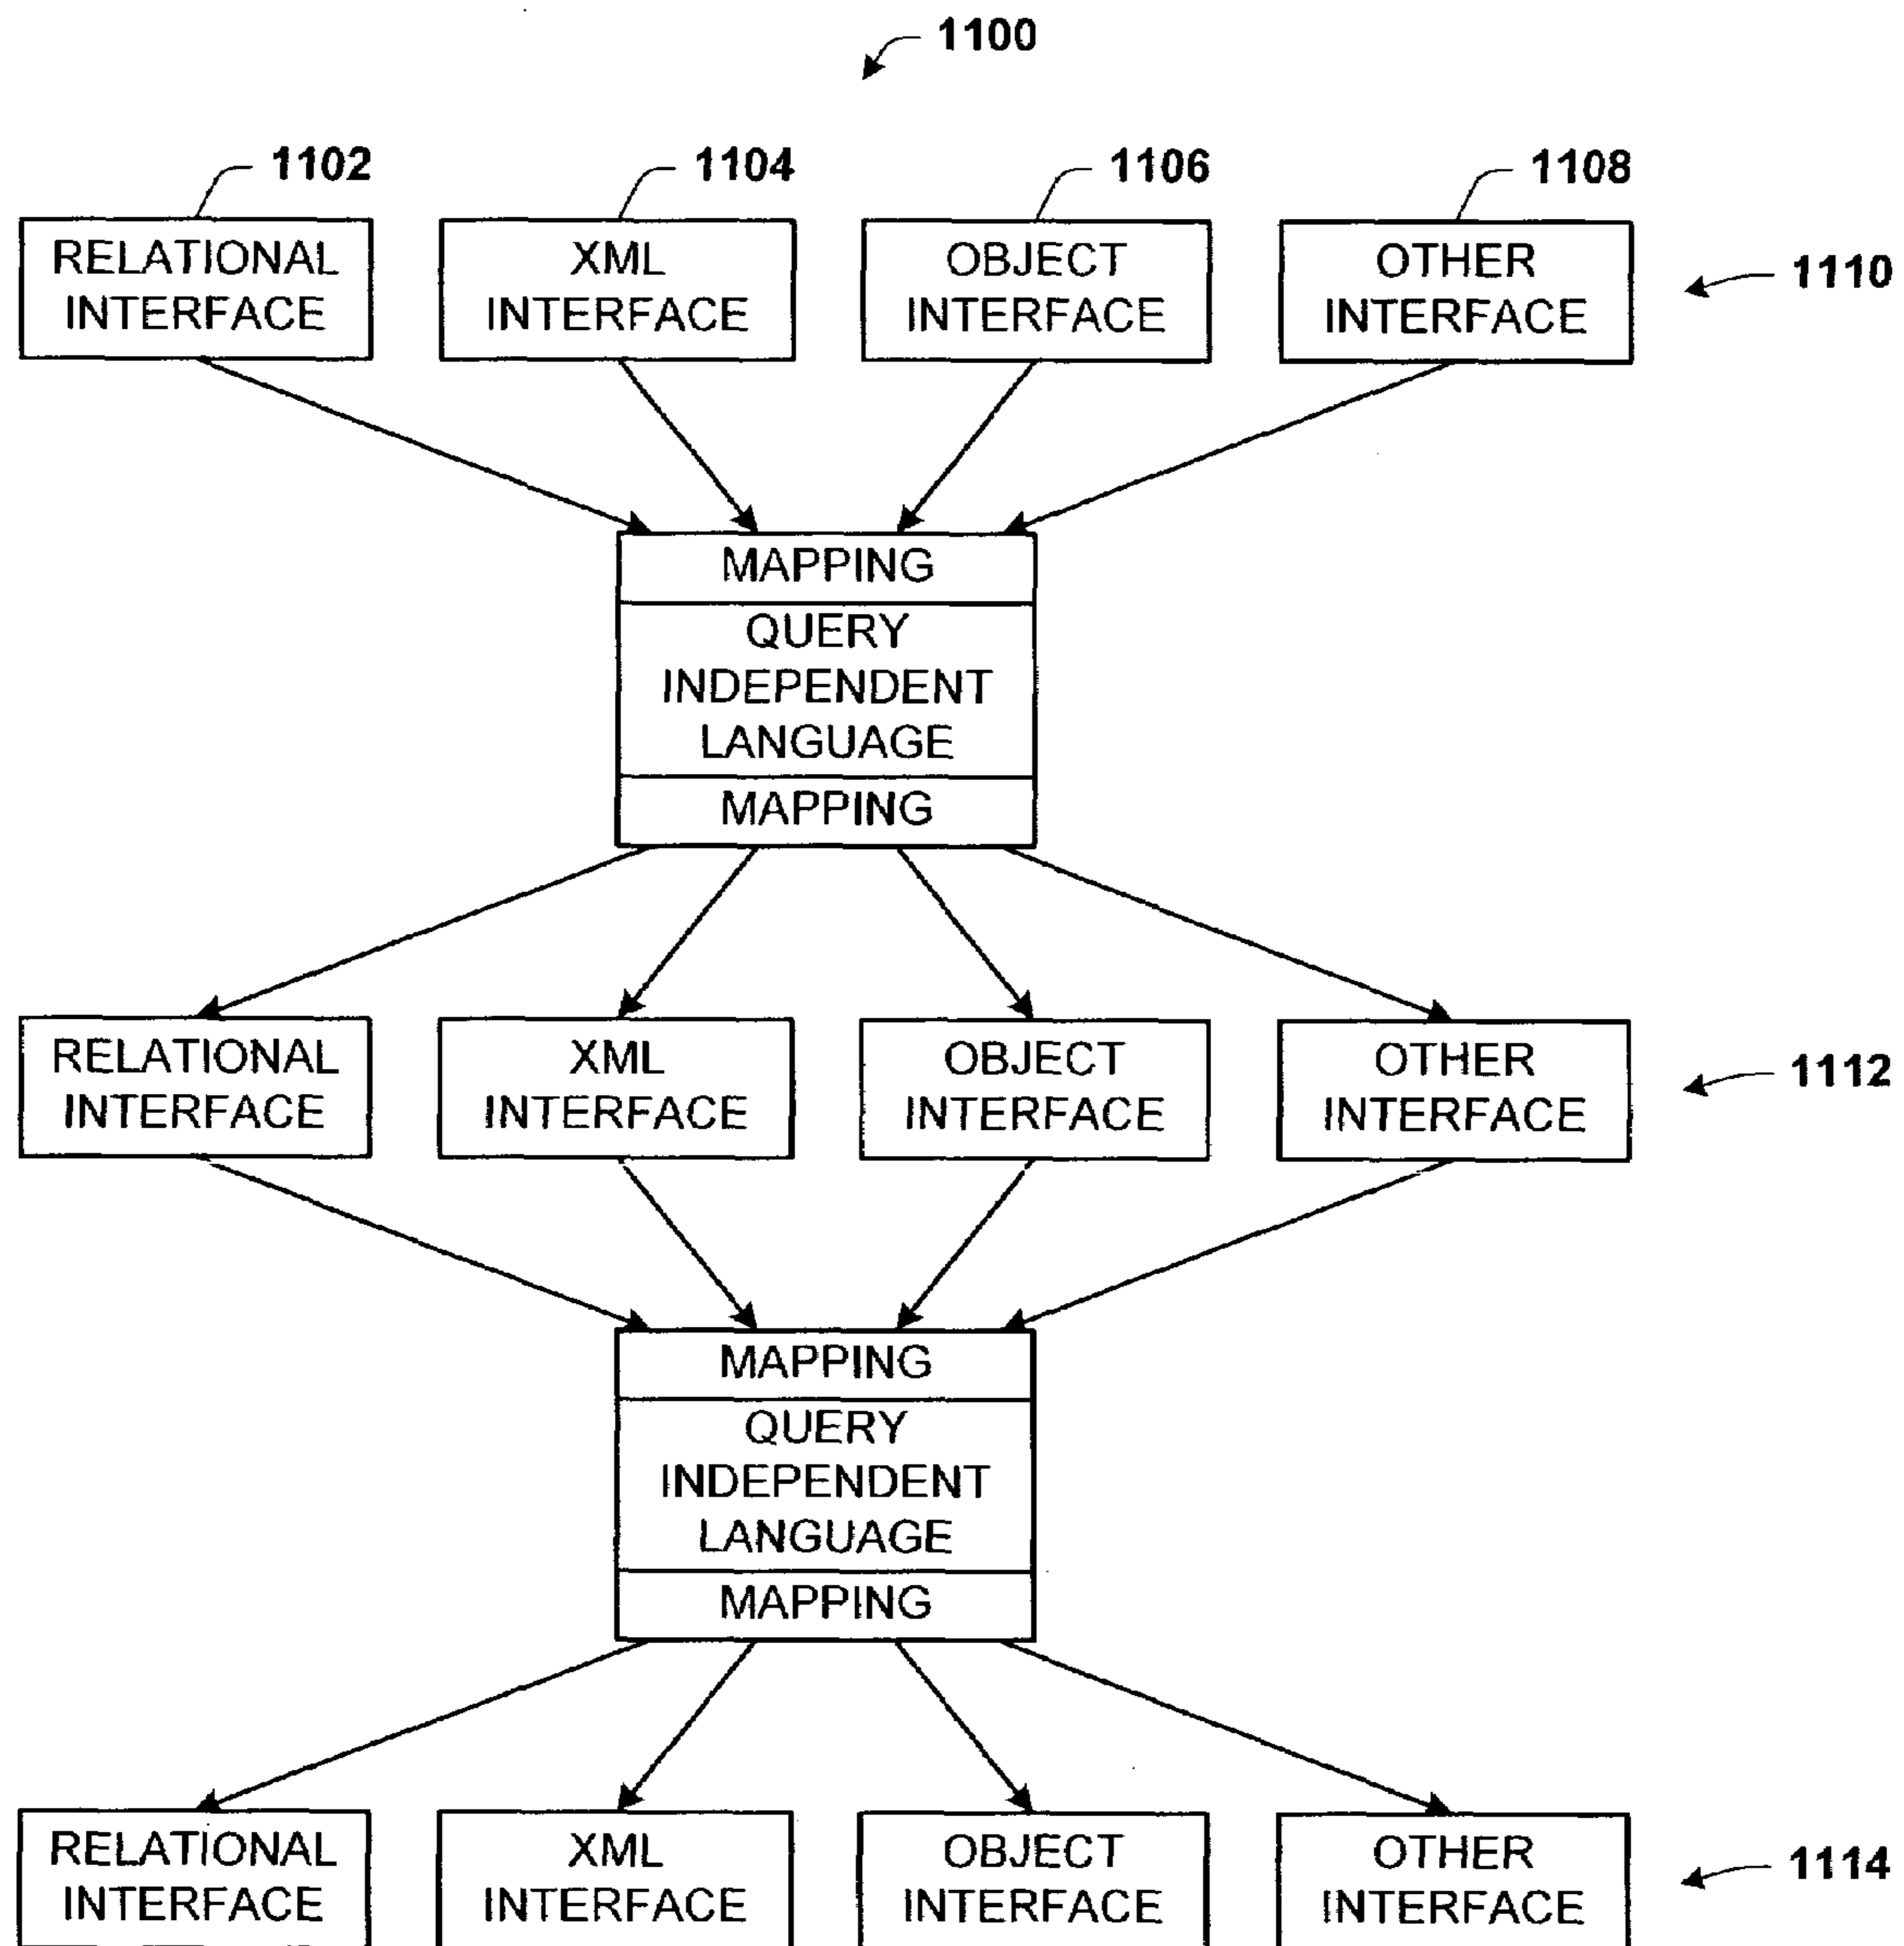 1100
1102
1104
1106
1108
RELATIONAL
INTERFACE
XML
INTERFACE
OBJECT
INTERFACE
OTHER
INTERFACE
1110
MAPPING
QUERY
INDEPENDENT
LANGUAGE
MAPPING
RELATIONAL
INTERFACE
XML
INTERFACE
OBJECT
INTERFACE
OTHER
INTERFACE
1112
MAPPING
QUERY
INDEPENDENT
LANGUAGE
MAPPING
RELATIONAL
INTERFACE
XML
INTERFACE
OBJECT
INTERFACE
OTHER
INTERFACE
1114